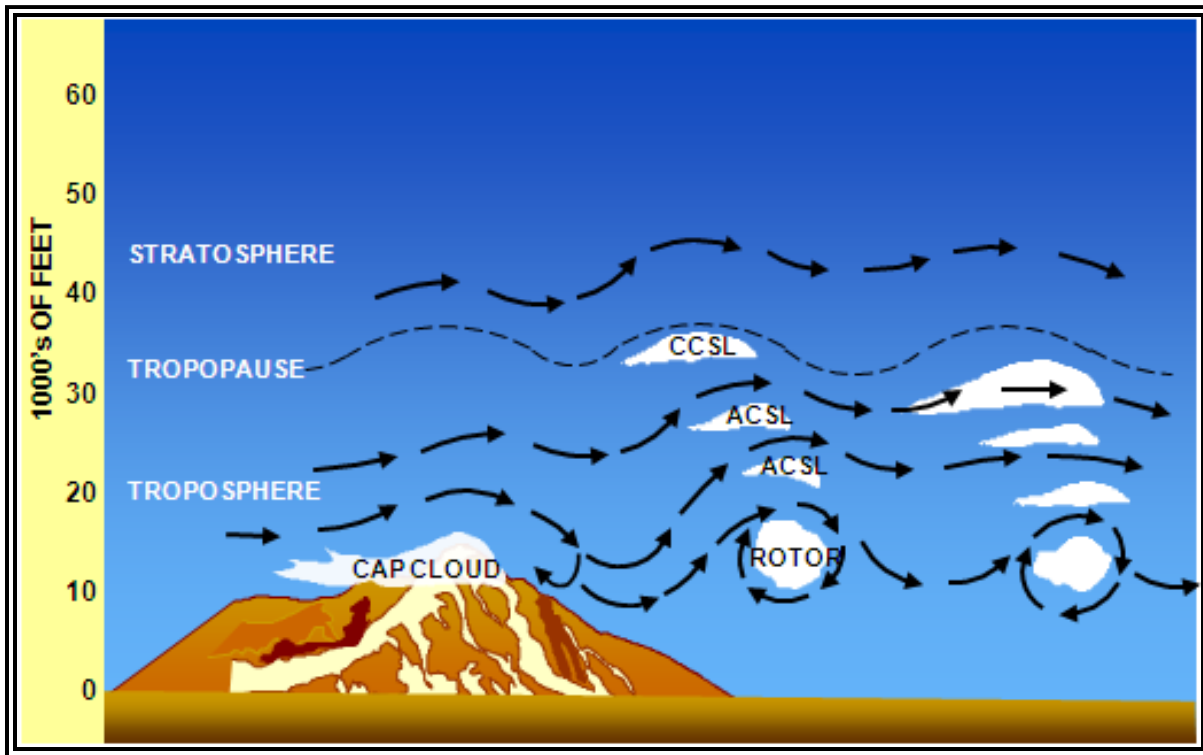 1000's OF FEET
60
50
40
30
20
10
0
STRATOSPHERE
TROPOPAUSE
TROPOSPHERE
CCSL
ACSL
ACSL
CAP CLOUD
ROTOR